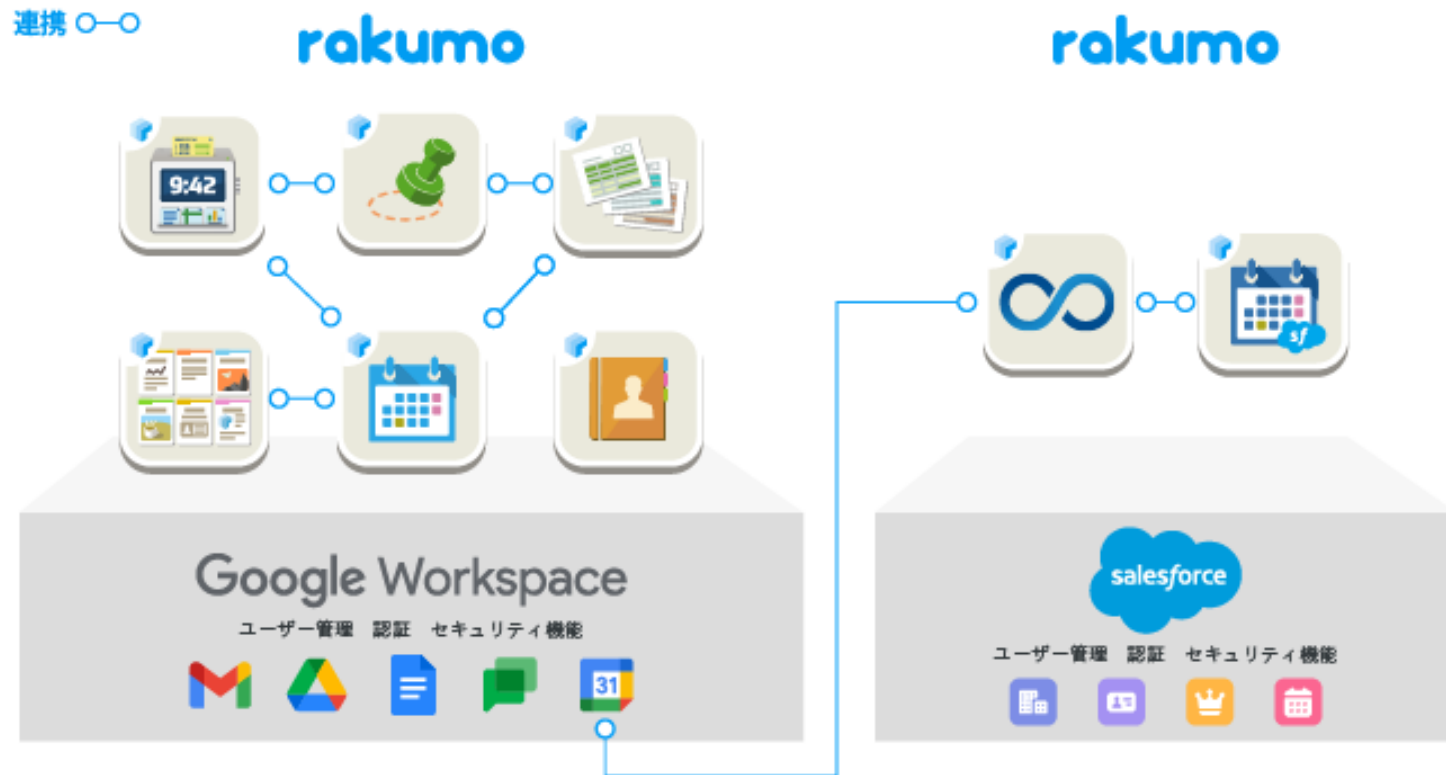 連携
rakumo
rakumo
9:42
sf
Google Workspace
ユーザー管理 認証 セキュリティ機能
31
salesforce
ユーザー管理 認証 セキュリティ機能